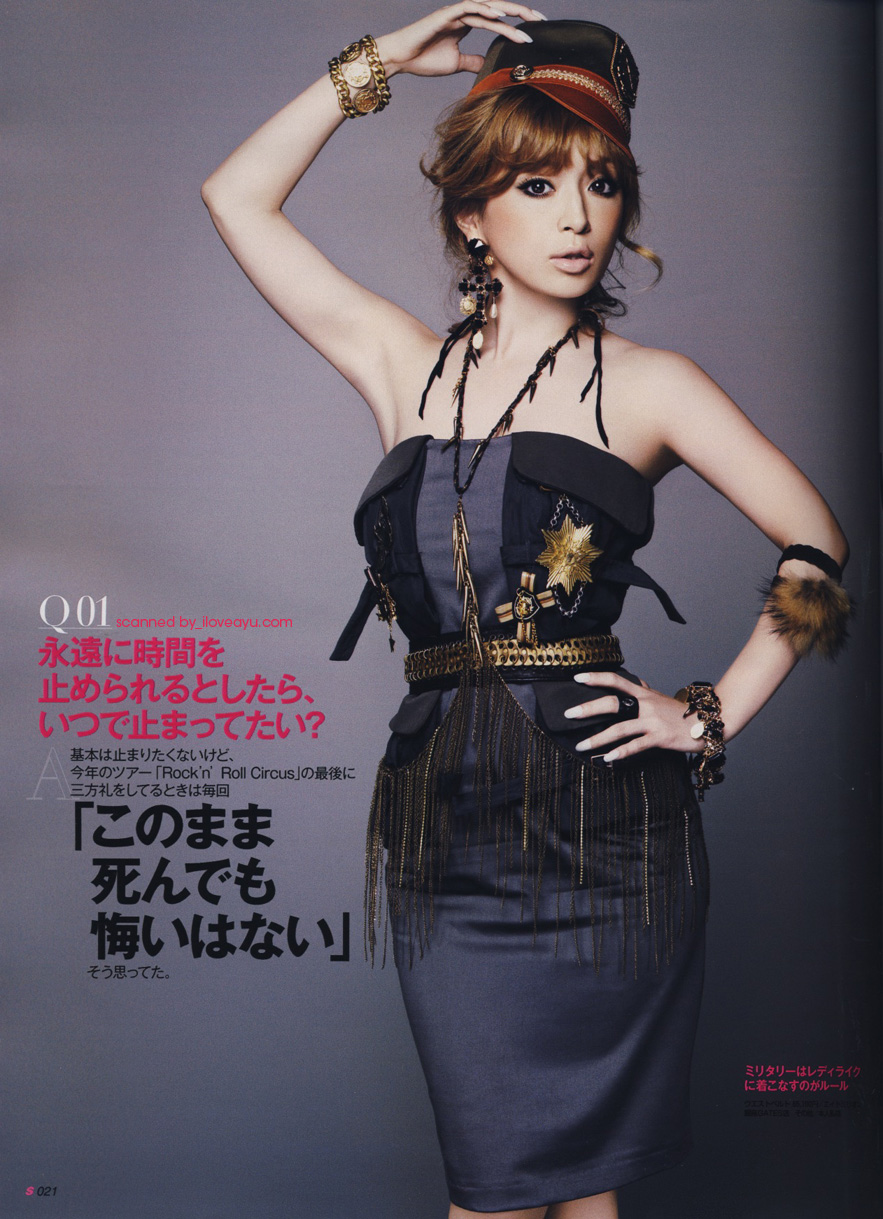 Q 01
scanned by_iloveayu.com
永遠に時間を
止められるとしたら、
いつで止まってたい?
A
基本は止まりたくないけど、
今年のツアー「Rock'n' Roll Circus」の最後に
三方礼をしてるときは毎回
「このまま
死んでも
悔いはない」
そう思ってた。
ミリタリーはレディライク
に着こなすのがルール
S 021